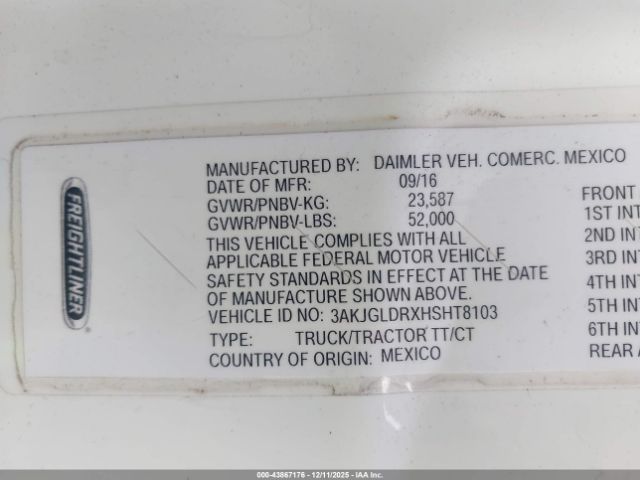 FREIGHTLINER
MANUFACTURED BY: DAIMLER VEH. COMERC. MEXICO
DATE OF MFR: 09/16
GVWR/PNBV-KG: 23,587
GVWR/PNBV-LBS: 52,000
THIS VEHICLE COMPLIES WITH ALL
APPLICABLE FEDERAL MOTOR VEHICLE
SAFETY STANDARDS IN EFFECT AT THE DATE
OF MANUFACTURE SHOWN ABOVE.
VEHICLE ID NO: 3AKJGLDRXHSHT8103
TYPE: TRUCK/TRACTOR TT/CT
COUNTRY OF ORIGIN: MEXICO
FRONT
1ST INT
2ND INT
3RD INT
4TH INT
5TH INT
6TH INT
REAR A
000-43867176 - 12/11/2025 - IAAI.COM